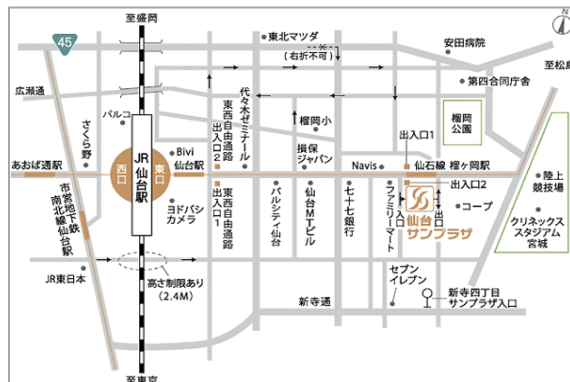 至盛岡
N
45
東北マツダ
(右折不可)
安田病院
至松島
第四合同庁舎
広瀬通
パルコ
さくら野
代々木ゼミナール
東西自由通路
出入口2
榴岡小
榴岡
公園
出入口1
Bivi
損保
ジャパン
あおば通駅
西口
JR仙台駅
東口
仙台駅
Navis
仙石線 榴ヶ岡駅
出入口2
陸上
競技場
市営地下鉄
南北線仙台駅
ヨドバシ
カメラ
東西自由通路
出入口1
パルシティ仙台
仙台MTビル
七十七銀行
ファミリーマート
入口
出口
コープ
仙台
サンプラザ
クリネックス
スタジアム
宮城
JR東日本
高さ制限あり
(2.4M)
セブン
イレブン
新寺通
新寺四丁目
サンプラザ入口
至東京